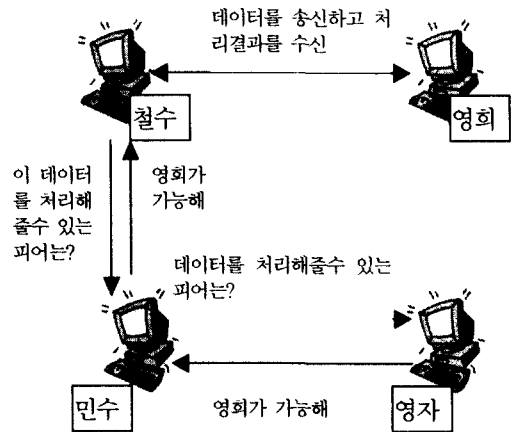 데이터를 송신하고 처
리결과를 수신
철수
영희
이 데이터
를 처리해
줄수 있는
피어는?
영희가
가능해
데이터를 처리해줄수 있는
피어는?
민수
영희가 가능해
영자